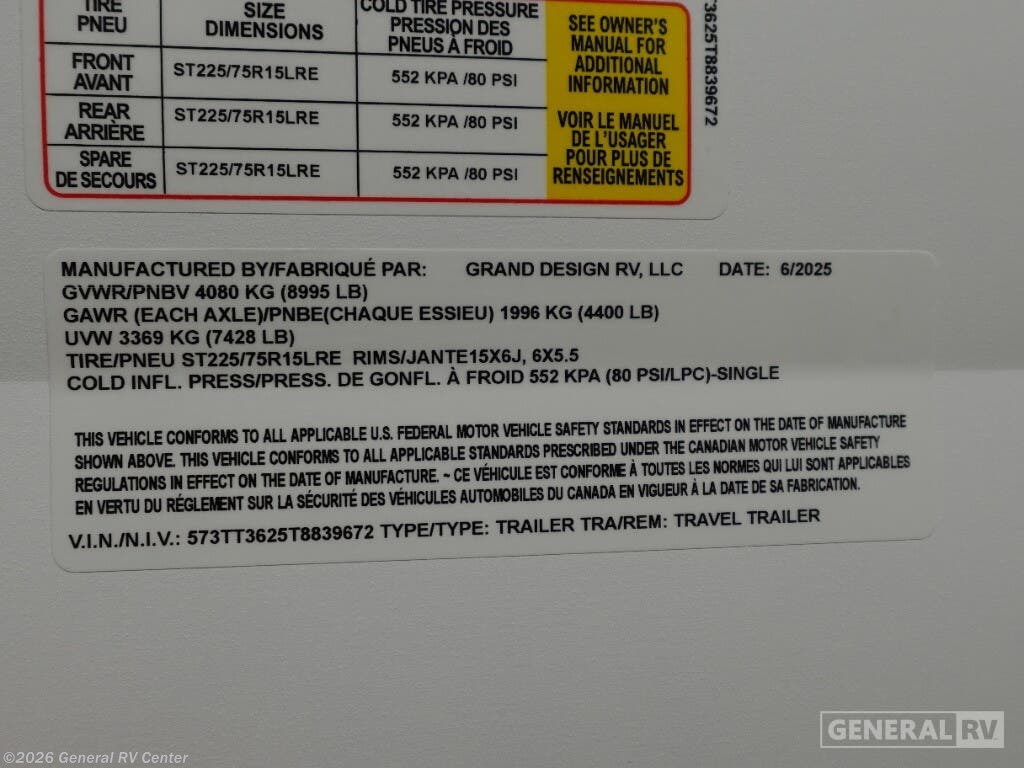 TIRE SIZE COLD TIRE PRESSURE SEE OWNER'S
PNEU DIMENSIONS PRESSION DES MANUAL FOR
PNEUS À FROID ADDITIONAL
FRONT ST225/75R15LRE 552 KPA /80 PSI INFORMATION
AVANT
REAR ST225/75R15LRE 552 KPA /80 PSI VOIR LE MANUEL
ARRIÈRE DE L'USAGER
SPARE ST225/75R15LRE 552 KPA /80 PSI POUR PLUS DE
DE SECOURS RENSEIGNEMENTS
T3625T8839672
MANUFACTURED BY/FABRIQUÉ PAR: GRAND DESIGN RV, LLC DATE: 6/2025
GVWR/PNBV 4080 KG (8995 LB)
GAWR (EACH AXLE)/PNBE(CHAQUE ESSIEU) 1996 KG (4400 LB)
UVW 3369 KG (7428 LB)
TIRE/PNEU ST225/75R15LRE RIMS/JANTE15X6J, 6X5.5
COLD INFL. PRESS/PRESS. DE GONFL. À FROID 552 KPA (80 PSI/LPC)-SINGLE
THIS VEHICLE CONFORMS TO ALL APPLICABLE U.S. FEDERAL MOTOR VEHICLE SAFETY STANDARDS IN EFFECT ON THE DATE OF MANUFACTURE
SHOWN ABOVE. THIS VEHICLE CONFORMS TO ALL APPLICABLE STANDARDS PRESCRIBED UNDER THE CANADIAN MOTOR VEHICLE SAFETY
REGULATIONS IN EFFECT ON THE DATE OF MANUFACTURE. ~ CE VÉHICULE EST CONFORME À TOUTES LES NORMES QUI LUI SONT APPLICABLES
EN VERTU DU RÉGLEMENT SUR LA SÉCURITÉ DES VÉHICULES AUTOMOBILES DU CANADA EN VIGUEUR À LA DATE DE SA FABRICATION.
V.I.N./N.I.V.: 573TT3625T8839672 TYPE/TYPE: TRAILER TRA/REM: TRAVEL TRAILER
GENERAL RV
©2026 General RV Center